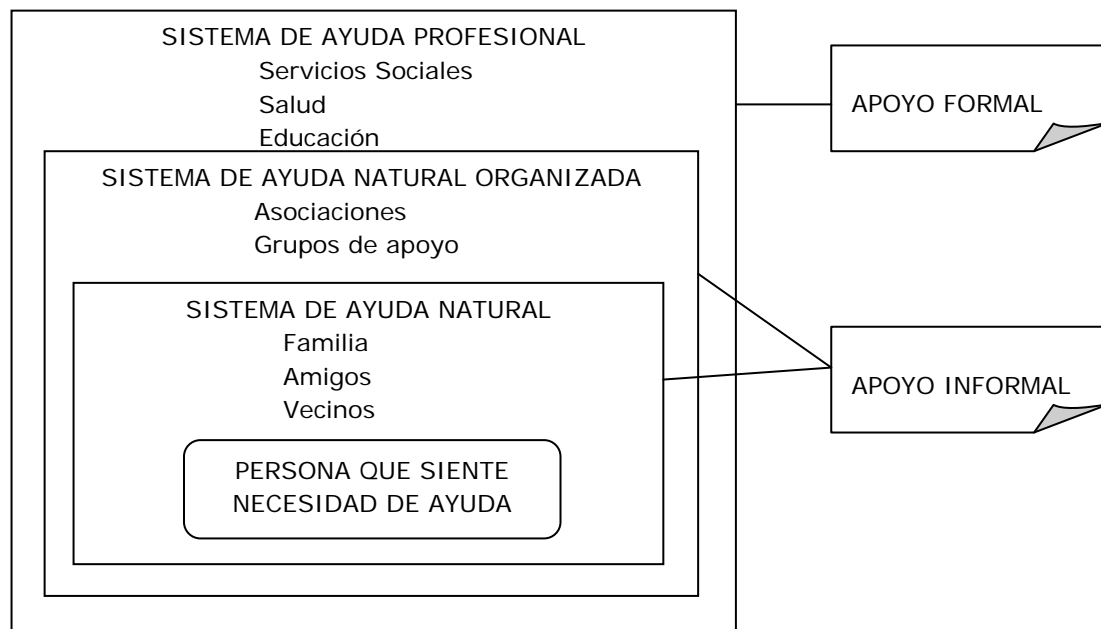 SISTEMA DE AYUDA PROFESIONAL
Servicios Sociales
Salud
Educación
SISTEMA DE AYUDA NATURAL ORGANIZADA
Asociaciones
Grupos de apoyo
SISTEMA DE AYUDA NATURAL
Familia
Amigos
Vecinos
PERSONA QUE SIENTE
NECESIDAD DE AYUDA
APOYO FORMAL
APOYO INFORMAL